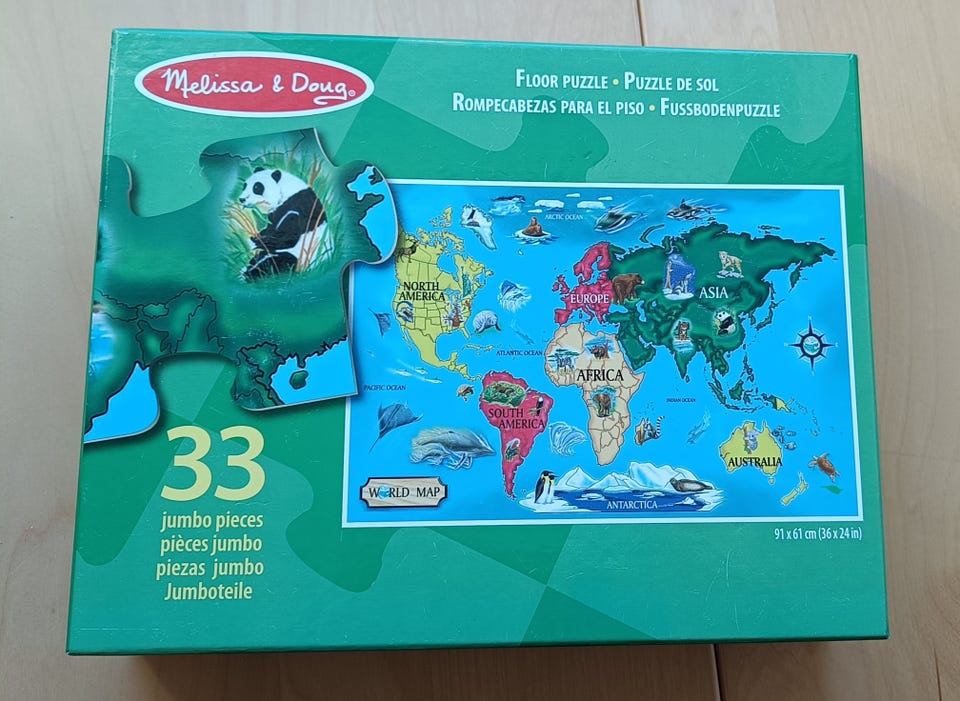 Melissa & Doug®
FLOOR PUZZLE • PUZZLE DE SOL
ROMPECABEZAS PARA EL PISO • FUSSBODENPUZZLE
ARCTIC OCEAN
NORTH
AMERICA
EUROPE
ASIA
ATLANTIC OCEAN
AFRICA
PACIFIC OCEAN
INDIAN OCEAN
SOUTH
AMERICA
AUSTRALIA
WORLD MAP
ANTARCTICA
33
jumbo pieces
pièces jumbo
piezas jumbo
Jumboteile
91 x 61 cm (36 x 24 in)